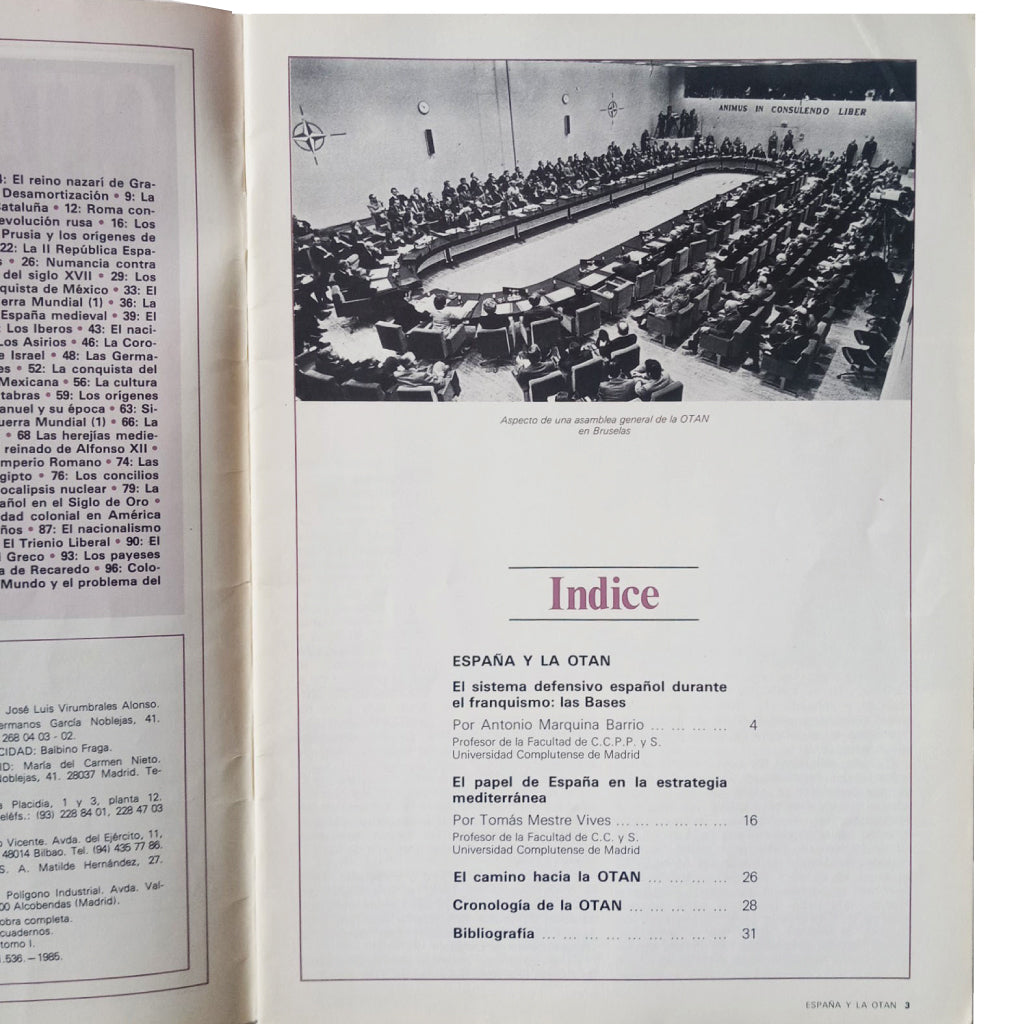 4: El reino nazarí de Gra-
Desamortización • 9: La
Cataluña • 12: Roma con-
evolución rusa • 16: Los
Prusia y los orígenes de
22: La II República Espa-
• 26: Numancia contra
del siglo XVII • 29: Los
quista de México • 33: El
erra Mundial (1) • 36: La
España medieval • 39: El
Los Iberos • 43: El naci-
Los Asirios • 46: La Coro-
e Israel • 48: Las Germa-
es • 52: La conquista del
Mexicana • 56: La cultura
tabras • 59: Los orígenes
anuel y su época • 63: Si-
uerra Mundial (1) • 66: La
• 68 Las herejías medie-
reinado de Alfonso XII •
mperio Romano • 74: Las
gipto • 76: Los concilios
ocalipsis nuclear • 79: La
añol en el Siglo de Oro •
dad colonial en América
ños • 87: El nacionalismo
El Trienio Liberal • 90: El
l Greco • 93: Los payeses
a de Recaredo • 96: Colo-
Mundo y el problema del
José Luis Virumbrales Alonso.
ermanos García Noblejas, 41.
268 04 03 - 02.
CIDAD: Balbino Fraga.
ID: María del Carmen Nieto.
Noblejas, 41. 28037 Madrid. Te-
a Placidia, 1 y 3, planta 12.
eléfs.: (93) 228 84 01, 228 47 03
o Vicente. Avda. del Ejército, 11,
48014 Bilbao. Tel. (94) 435 77 86.
S. A. Matilde Hernández, 27.
Polígono Industrial. Avda. Val-
00 Alcobendas (Madrid).
obra completa.
cuadernos.
tomo I.
.536. – 1985.
ANIMUS IN CONSULENDO LIBER
Aspecto de una asamblea general de la OTAN
en Bruselas
Indice
ESPAÑA Y LA OTAN
El sistema defensivo español durante
el franquismo: las Bases
Por Antonio Marquina Barrio ... ... ... ... 4
Profesor de la Facultad de C.C.P.P. y S.
Universidad Complutense de Madrid
El papel de España en la estrategia
mediterránea
Por Tomás Mestre Vives ... ... ... ... ... ... 16
Profesor de la Facultad de C.C. y S.
Universidad Complutense de Madrid
El camino hacia la OTAN ... ... ... ... 26
Cronología de la OTAN ... ... ... ... ... 28
Bibliografía ... ... ... ... ... ... ... ... ... 31
ESPAÑA Y LA OTAN 3